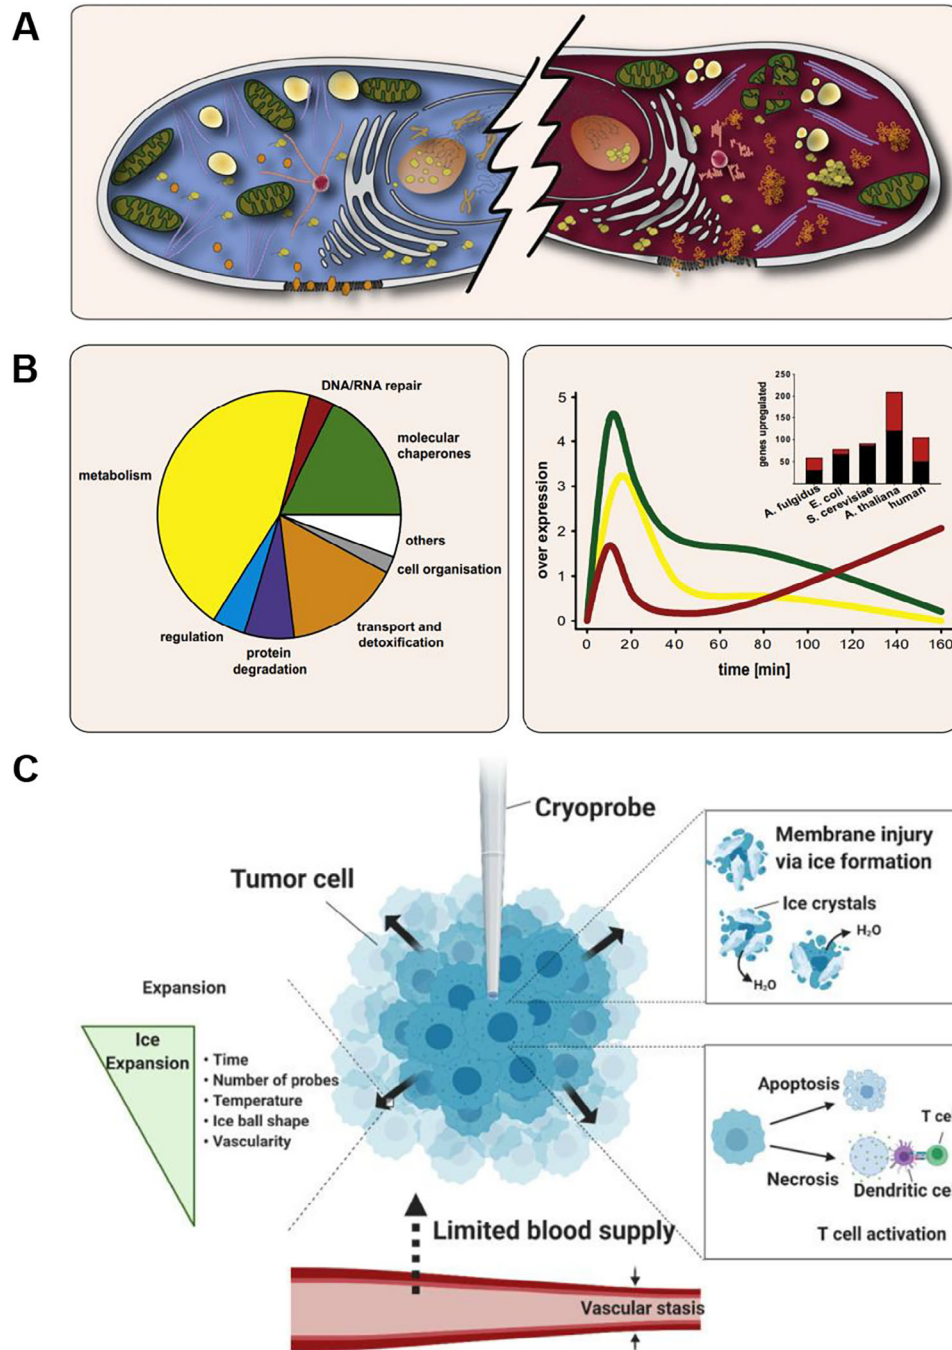 A
B
DNA/RNA repair
molecular
chaperones
metabolism
others
cell organisation
transport and
detoxification
protein
degradation
regulation
over expression
5
4
3
2
1
0
0 20 40 60 80 100 120 140 160
time [min]
genes upregulated
250
200
150
100
50
A. fulgidus
E. coli
S. cerevisiae
A. thaliana
human
C
Cryoprobe
Tumor cell
Membrane injury
via ice formation
Ice crystals
H₂O
H₂O
Expansion
Ice
Expansion
• Time
• Number of probes
• Temperature
• Ice ball shape
• Vascularity
Apoptosis
T ce
Necrosis
Dendritic ce
T cell activation
Limited blood supply
Vascular stasis